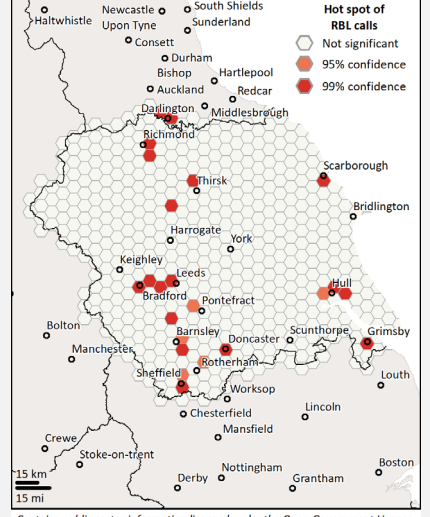 South Shields
Newcastle
Upon Tyne
Haltwhistle
Sunderland
Consett
Hot spot of
RBL calls
Not significant
95% confidence
99% confidence
Durham
Bishop
Auckland
Hartlepool
Redcar
Darlington
Middlesbrough
Richmond
Scarborough
Thirsk
Bridlington
Harrogate
York
Keighley
Leeds
Bradford
Hull
Pontefract
Bolton
Barnsley
Doncaster
Scunthorpe
Grimsby
Manchester
Rotherham
Sheffield
Worksop
Louth
Chesterfield
Lincoln
Mansfield
Crewe
Stoke-on-trent
Boston
Nottingham
Derby
Grantham
15 km
15 mi